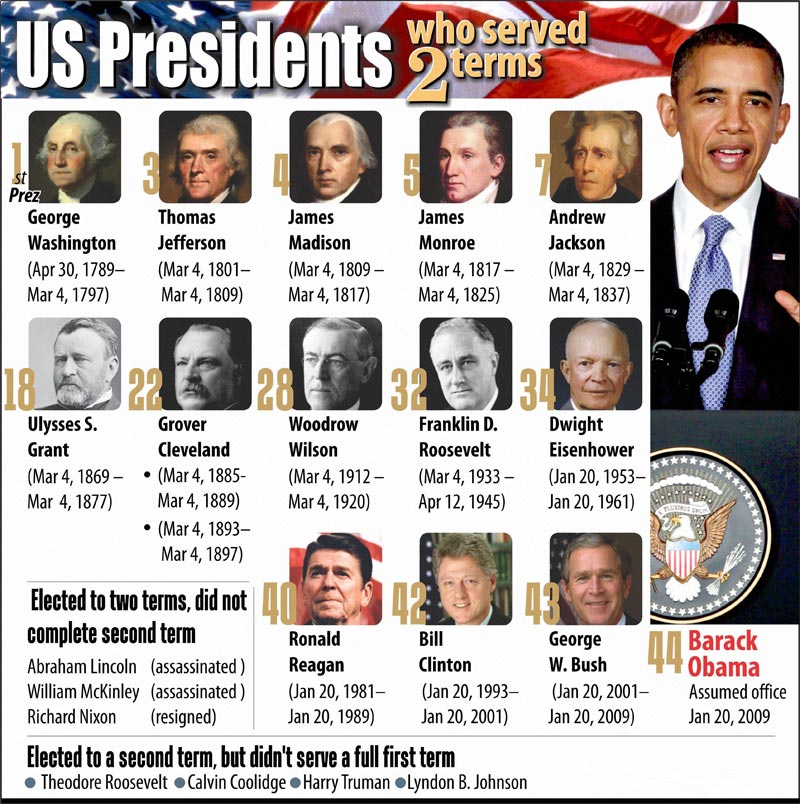 US Presidents who served
2 terms
1st Prez
George
Washington
(Apr 30, 1789–
Mar 4, 1797)
3
Thomas
Jefferson
(Mar 4, 1801–
Mar 4, 1809)
4
James
Madison
(Mar 4, 1809 –
Mar 4, 1817)
5
James
Monroe
(Mar 4, 1817 –
Mar 4, 1825)
7
Andrew
Jackson
(Mar 4, 1829 –
Mar 4, 1837)
18
Ulysses S.
Grant
(Mar 4, 1869 –
Mar 4, 1877)
22
Grover
Cleveland
• (Mar 4, 1885-
Mar 4, 1889)
• (Mar 4, 1893–
Mar 4, 1897)
28
Woodrow
Wilson
(Mar 4, 1912 –
Mar 4, 1920)
32
Franklin D.
Roosevelt
(Mar 4, 1933 –
Apr 12, 1945)
34
Dwight
Eisenhower
(Jan 20, 1953–
Jan 20, 1961)
40
Ronald
Reagan
(Jan 20, 1981–
Jan 20, 1989)
42
Bill
Clinton
(Jan 20, 1993–
Jan 20, 2001)
43
George
W. Bush
(Jan 20, 2001–
Jan 20, 2009)
E PLURIBUS UNUM
44
Barack
Obama
Assumed office
Jan 20, 2009
Elected to two terms, did not
complete second term
Abraham Lincoln (assassinated )
William McKinley (assassinated )
Richard Nixon (resigned)
Elected to a second term, but didn't serve a full first term
● Theodore Roosevelt ● Calvin Coolidge ● Harry Truman ● Lyndon B. Johnson